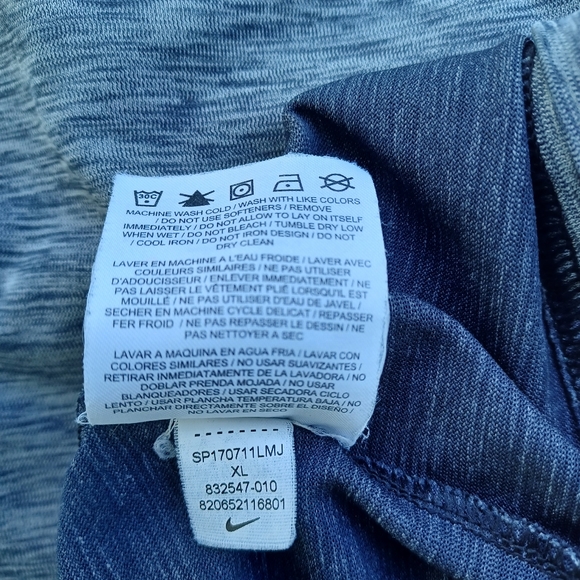 30C
MACHINE WASH COLD / WASH WITH LIKE COLORS
/ DO NOT USE SOFTENERS / REMOVE
IMMEDIATELY / DO NOT ALLOW TO LAY ON ITSELF
WHEN WET / DO NOT BLEACH / TUMBLE DRY LOW
/ COOL IRON / DO NOT IRON DESIGN / DO NOT
DRY CLEAN
LAVER EN MACHINE A L'EAU FROIDE / LAVER AVEC
COULEURS SIMILAIRES / NE PAS UTILISER
D'ADOUCISSEUR / ENLEVER IMMEDIATEMENT / NE
PAS LAISSER LE VÊTEMENT PLIÉ LORSQU'IL EST
MOUILLÉ / NE PAS UTILISER D'EAU DE JAVEL /
SECHER EN MACHINE CYCLE DELICAT / REPASSER
FER FROID / NE PAS REPASSER LE DESSIN / NE
PAS NETTOYER A SEC
LAVAR A MAQUINA EN AGUA FRIA / LAVAR CON
COLORES SIMILARES / NO USAR SUAVIZANTES /
RETIRAR INMEDIATAMENTE DE LA LAVADORA / NO
DOBLAR PRENDA MOJADA / NO USAR
BLANQUEADORES / USAR SECADORA CICLO
LENTO / USAR PLANCHA TEMPERATURA BAJA / NO
PLANCHAR DIRECTAMENTE SOBRE EL DISEÑO /
NO LAVAR EN SECO
SP170711LMJ
XL
832547-010
820652116801